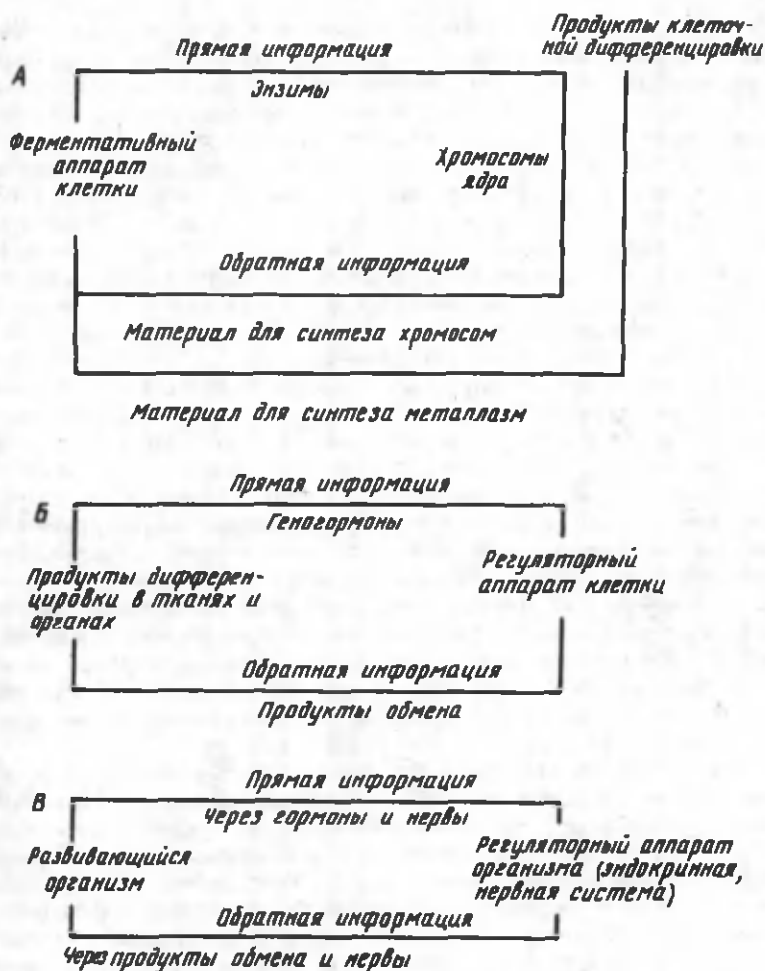 Продукты клеточ-
ной дифференцировки
Прямая информация
А
Энзимы
Ферментативный
аппарат
клетки
Хромосомы
ядра
Обратная информация
Материал для синтеза хромосом
Материал для синтеза метаплазм
Прямая информация
Б
Геногормоны
Продукты дифферен-
цировки в тканях и
органах
Регуляторный
аппарат клетки
Обратная информация
Продукты обмена
Прямая информация
В
Через гормоны и нервы
Развивающийся
организм
Регуляторный аппарат
организма (эндокринная,
нервная система)
Обратная информация
Через продукты обмена и нервы